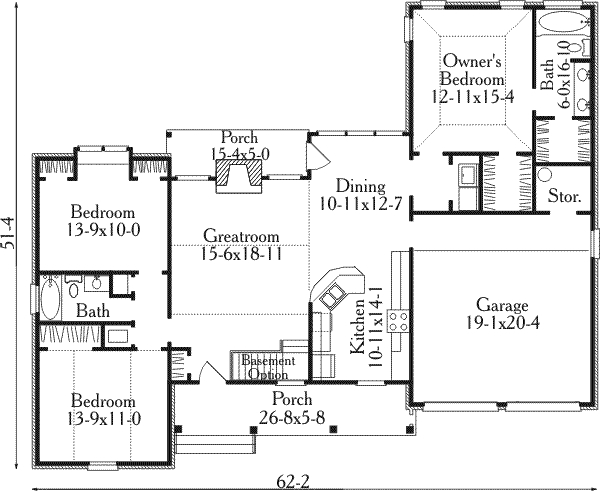 Owner's
Bedroom
12-11x15-4
Bath
6-0x16-10
Porch
15-4x5-0
Dining
10-11x12-7
Stor.
Bedroom
13-9x10-0
Greatroom
15-6x18-11
51-4
Bath
Kitchen
10-11x14-1
Garage
19-1x20-4
Basement
Option
Bedroom
13-9x11-0
Porch
26-8x5-8
62-2